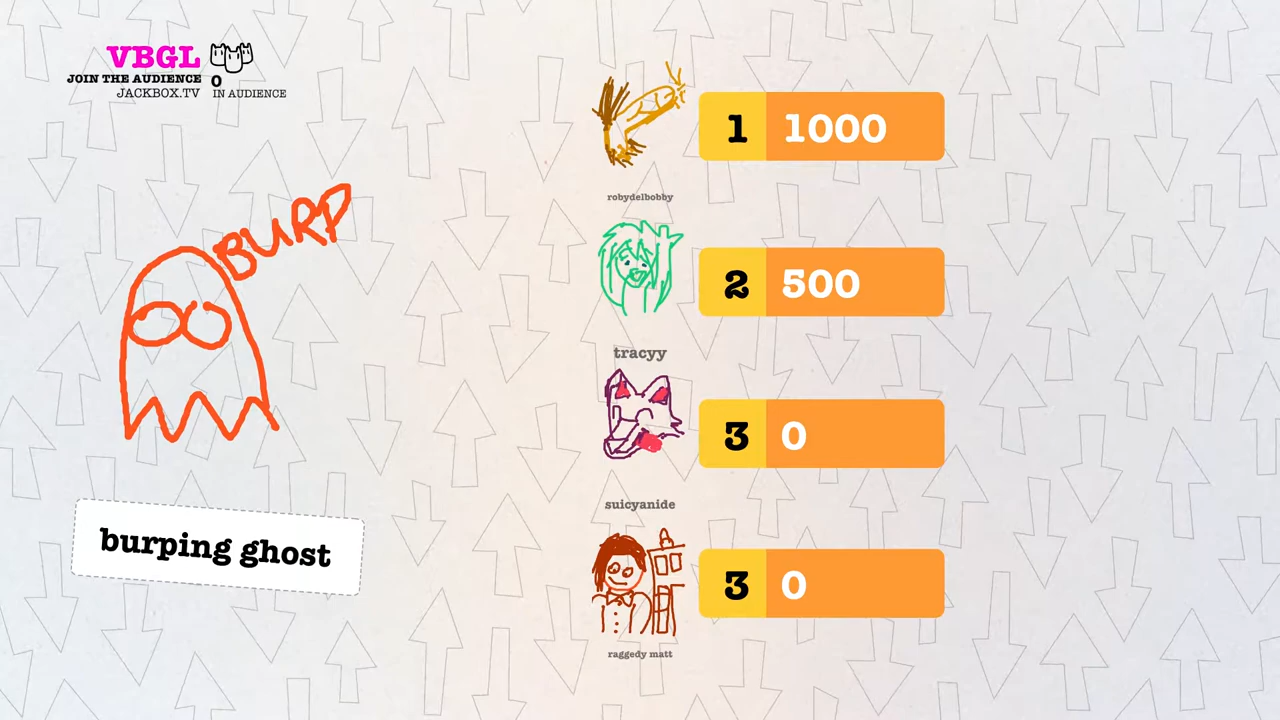 VBGL
JOIN THE AUDIENCE
JACKBOX.TV
0
IN AUDIENCE
BURP
burping ghost
1 1000
robydelbobby
2 500
tracyy
3 0
suicyanide
3 0
raggedy matt